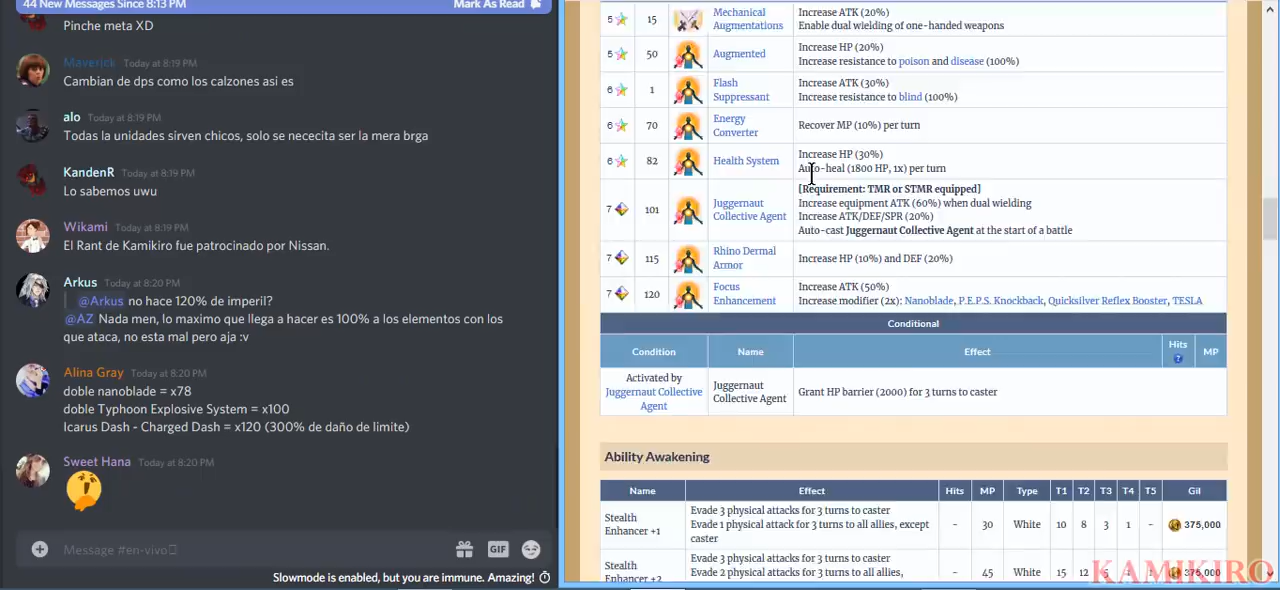 44 New Messages Since 8:13 PM
Mark As Read
Pinche meta XD
Maverick Today at 8:19 PM
Cambian de dps como los calzones asi es
alo Today at 8:19 PM
Todas la unidades sirven chicos, solo se nececita ser la mera brga
KandenR Today at 8:19 PM
Lo sabemos uwu
Wikami Today at 8:19 PM
El Rant de Kamikiro fue patrocinado por Nissan.
Arkus Today at 8:20 PM
@Arkus no hace 120% de imperil?
@AZ Nada men, lo maximo que llega a hacer es 100% a los elementos con los
que ataca, no esta mal pero aja :v
Alina Gray Today at 8:20 PM
doble nanoblade = x78
doble Typhoon Explosive System = x100
Icarus Dash - Charged Dash = x120 (300% de daño de limite)
Sweet Hana Today at 8:20 PM
Message #en-vivo
GIF
Slowmode is enabled, but you are immune. Amazing!
5 15 Mechanical Augmentations Increase ATK (20%)
Enable dual wielding of one-handed weapons
6 50 Augmented Increase HP (20%)
Increase resistance to poison and disease (100%)
6 1 Flash Suppressant Increase ATK (30%)
Increase resistance to blind (100%)
6 70 Energy Converter Recover MP (10%) per turn
6 82 Health System Increase HP (30%)
Auto-heal (1800 HP, 1x) per turn
7 101 Juggernaut Collective Agent [Requirement: TMR or STMR equipped]
Increase equipment ATK (60%) when dual wielding
Increase ATK/DEF/SPR (20%)
Auto-cast Juggernaut Collective Agent at the start of a battle
7 115 Rhino Dermal Armor Increase HP (10%) and DEF (20%)
7 120 Focus Enhancement Increase ATK (50%)
Increase modifier (2x): Nanoblade, P.E.P.S. Knockback, Quicksilver Reflex Booster, TESLA
Conditional
Condition Name Effect Hits ? MP
Activated by Juggernaut Collective Agent Juggernaut Collective Agent Grant HP barrier (2000) for 3 turns to caster
Ability Awakening
Name Effect Hits MP Type T1 T2 T3 T4 T5 Gil
Stealth Enhancer +1 Evade 3 physical attacks for 3 turns to caster
Evade 1 physical attack for 3 turns to all allies, except caster
- 30 White 10 8 3 1 - 375,000
Stealth Enhancer +2 Evade 3 physical attacks for 3 turns to caster
Evade 2 physical attacks for 3 turns to all allies,
- 45 White 15 12 375,000
KAMIKIRO